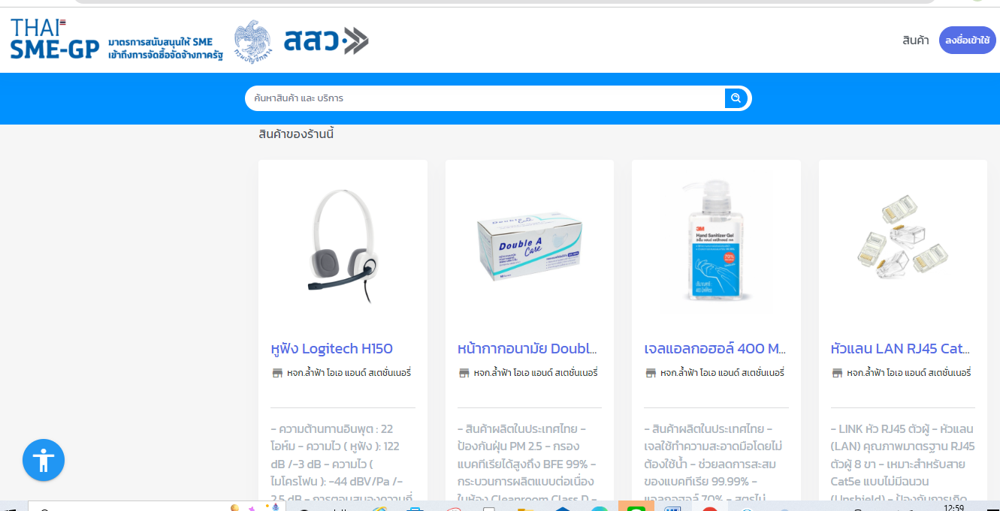 THAI
SME-GP
มาตรการสนับสนุนให้ SME
เข้าถึงการจัดซื้อจัดจ้างภาครัฐ
กรมบัญชีกลาง
สสว
สินค้า
ลงชื่อเข้าใช้
ค้นหาสินค้า และ บริการ
สินค้าของร้านนี้
Double A
Care
3M
Hand Sanitizer Gel
70%
หูฟัง Logitech H150
หจก.ล้ำฟ้า โอเอ แอนด์ สเตชั่นเนอรี่
- ความต้านทานอินพุต : 22
โอห์ม - ความไว ( หูฟัง ): 122
dB /-3 dB - ความไว (
ไมโครโฟน ): -44 dBV/Pa /-
2.5 dB - การตอบสนองความถี่
หน้ากากอนามัย Doubl...
หจก.ล้ำฟ้า โอเอ แอนด์ สเตชั่นเนอรี่
- สินค้าผลิตในประเทศไทย -
ป้องกันฝุ่น PM 2.5 - กรอง
แบคทีเรียได้สูงถึง BFE 99% -
กระบวนการผลิตแบบต่อเนื่อง
ในห้อง Cleanroom Class D -
เจลแอลกอฮอล์ 400 M...
หจก.ล้ำฟ้า โอเอ แอนด์ สเตชั่นเนอรี่
- สินค้าผลิตในประเทศไทย -
เจลใช้ทำความสะอาดมือโดยไม่
ต้องใช้น้ำ - ช่วยลดการสะสม
ของแบคทีเรีย 99.99% -
แอลกอฮอล์ 70% - สูตรไม่
หัวแลน LAN RJ45 Cat...
หจก.ล้ำฟ้า โอเอ แอนด์ สเตชั่นเนอรี่
- LINK หัว RJ45 ตัวผู้ - หัวแลน
(LAN) คุณภาพมาตรฐาน RJ45
ตัวผู้ 8 ขา - เหมาะสำหรับสาย
Cat5e แบบไม่มีฉนวน
(Unshield) - ป้องกันการเกิด
12:59